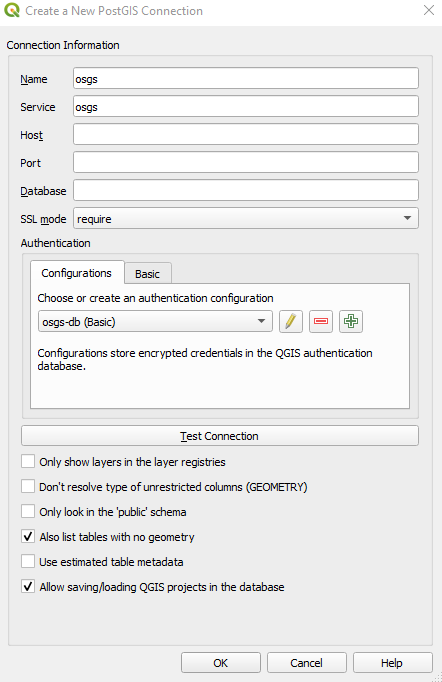 Create a New PostGIS Connection
Connection Information
Name osgs
Service osgs
Host
Port
Database
SSL mode require
Authentication
Configurations Basic
Choose or create an authentication configuration
osgs-db (Basic)
Configurations store encrypted credentials in the QGIS authentication
database.
Test Connection
Only show layers in the layer registries
Don't resolve type of unrestricted columns (GEOMETRY)
Only look in the 'public' schema
Also list tables with no geometry
Use estimated table metadata
Allow saving/loading QGIS projects in the database
OK Cancel Help